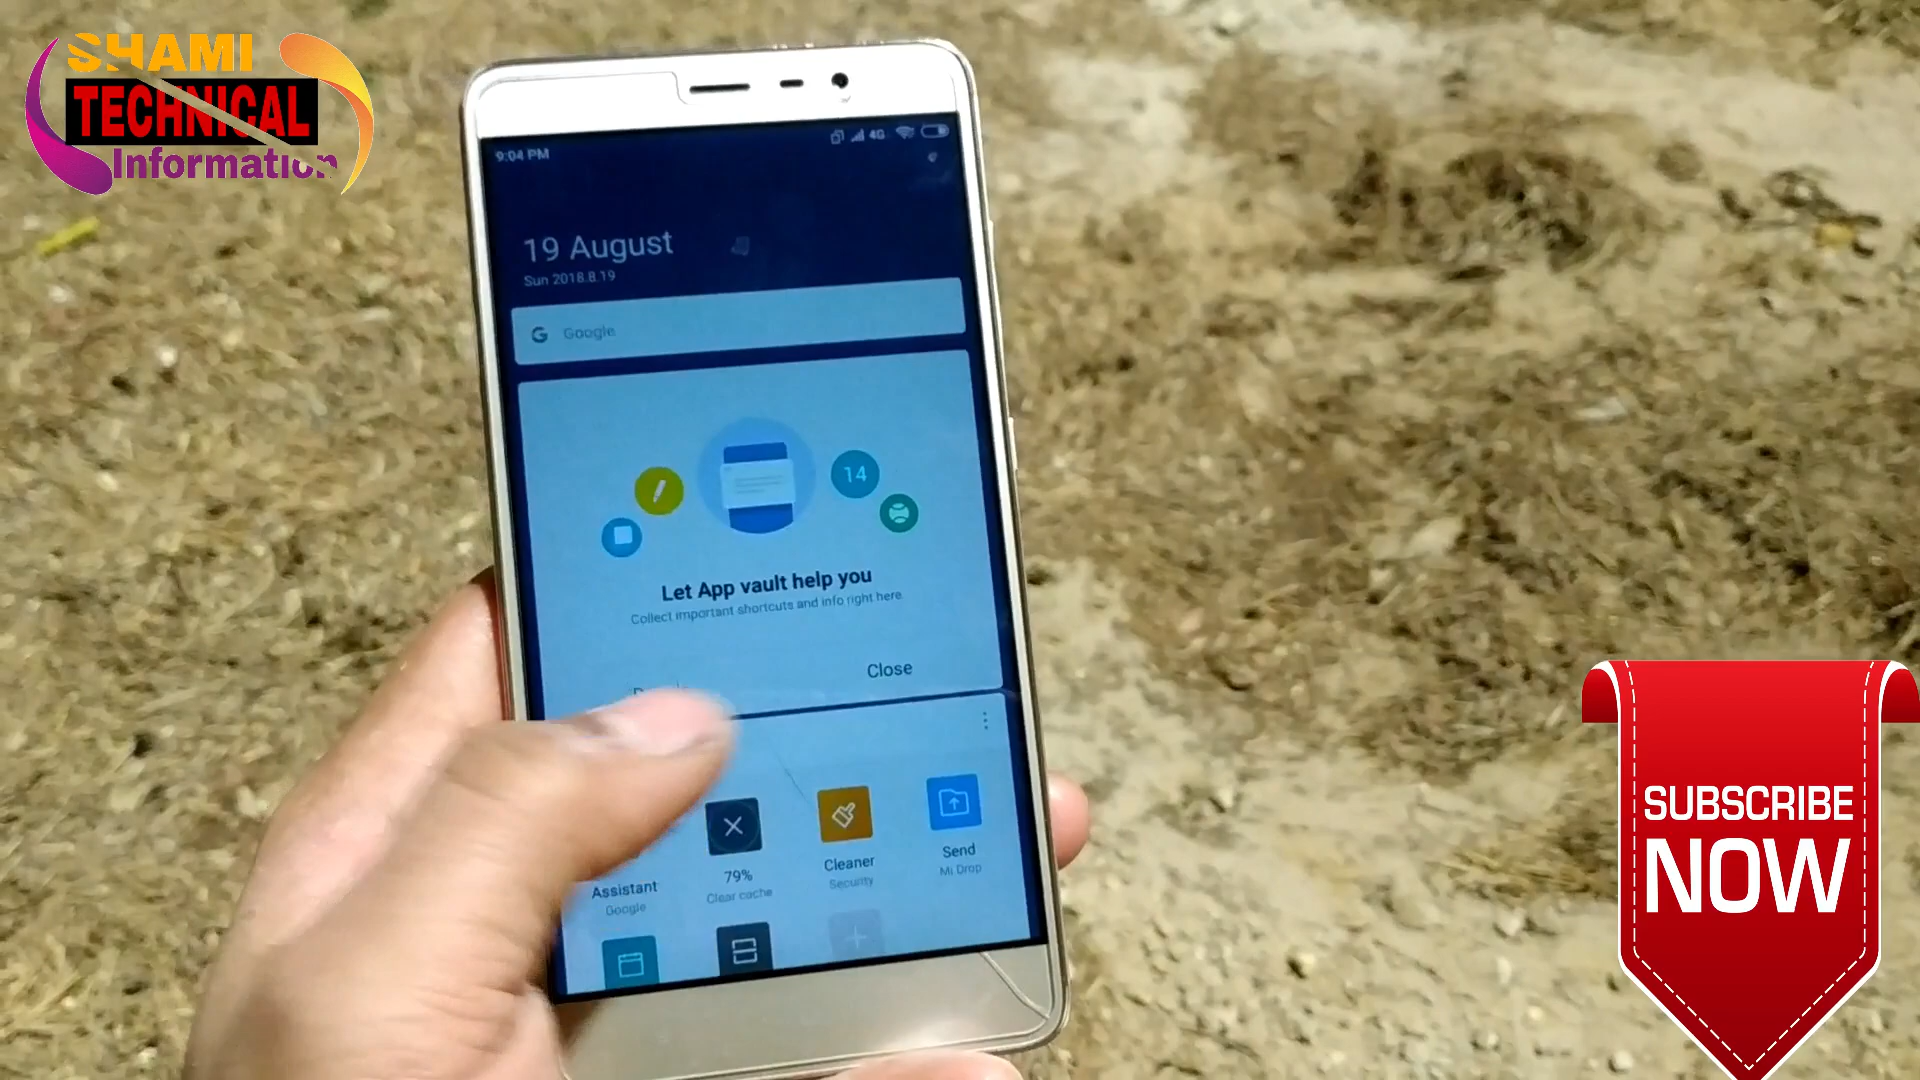 SHAMI
TECHNICAL
Information
9:04 PM
4G
19 August
Sun 2018.8.19
G Google
14
Let App vault help you
Collect important shortcuts and info right here
Close
Assistant
Google
79%
Clear cache
Cleaner
Security
Send
Mi Drop
SUBSCRIBE
NOW